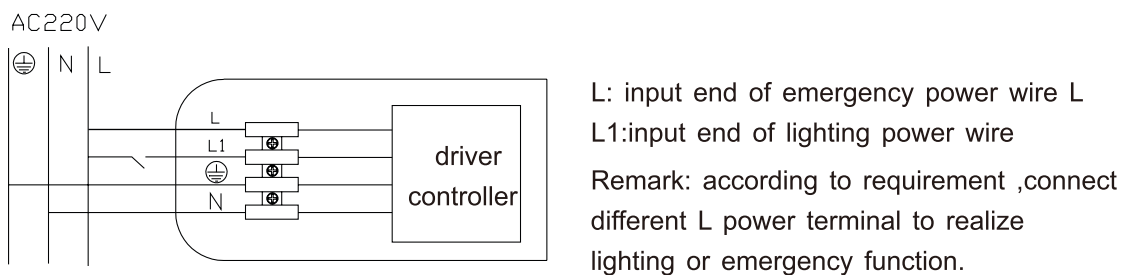 AC220V
N L
L
L1
N
driver
controller
L: input end of emergency power wire L
L1:input end of lighting power wire
Remark: according to requirement ,connect
different L power terminal to realize
lighting or emergency function.